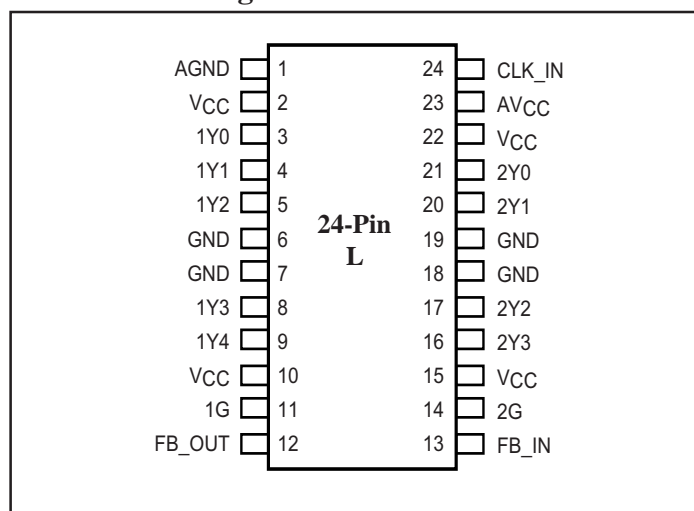 AGND 1 24 CLK_IN
VCC 2 23 AVCC
1Y0 3 22 VCC
1Y1 4 21 2Y0
1Y2 5 20 2Y1
24-Pin
L
GND 6 19 GND
GND 7 18 GND
1Y3 8 17 2Y2
1Y4 9 16 2Y3
VCC 10 15 VCC
1G 11 14 2G
FB_OUT 12 13 FB_IN